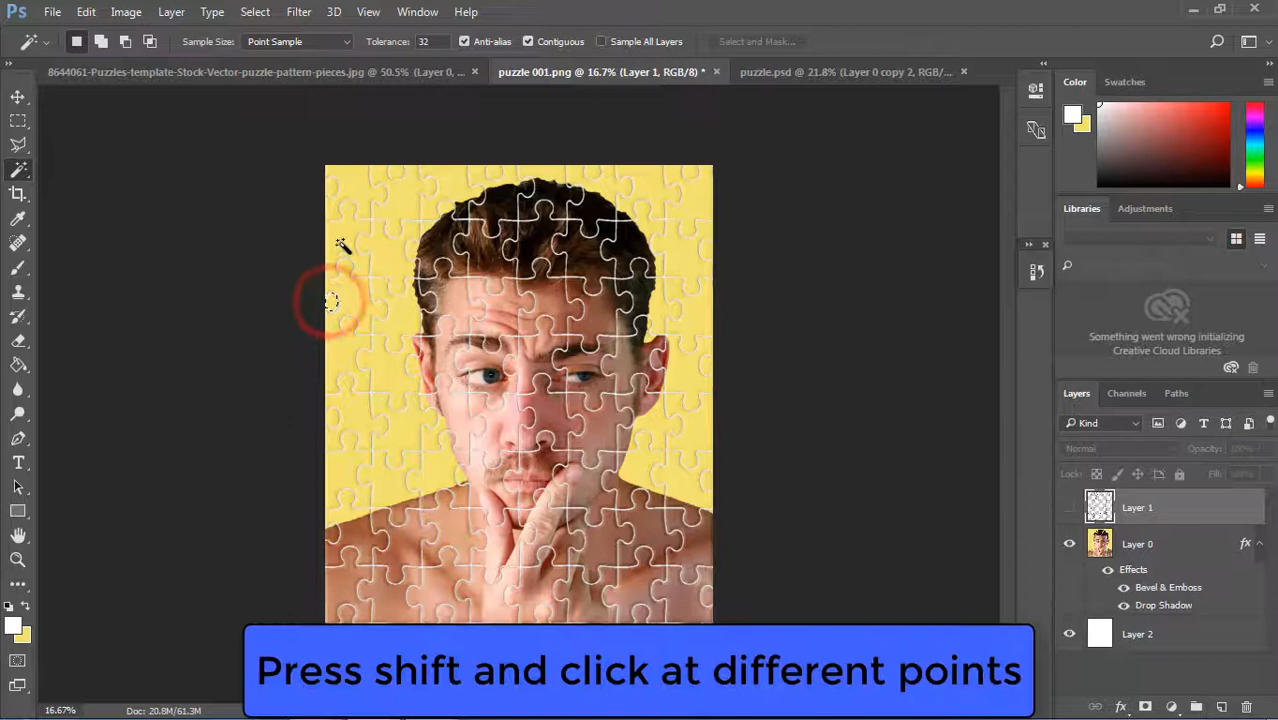 Ps File Edit Image Layer Type Select Filter 3D View Window Help
Sample Size: Point Sample Tolerance: 32 Anti-alias Contiguous Sample All Layers Select and Mask...
8644061-Puzzles-template-Stock-Vector-puzzle-pattern-pieces.jpg @ 50.5% (Layer 0, ... × puzzle 001.png @ 16.7% (Layer 1, RGB/8) * × puzzle.psd @ 21.8% (Layer 0 copy 2, RGB/... ×
Color Swatches
Libraries Adjustments
Something went wrong initializing
Creative Cloud Libraries
Layers Channels Paths
Kind
Normal Opacity: 100%
Lock: Fill: 100%
Layer 1
Layer 0 fx
Effects
Bevel & Emboss
Drop Shadow
Layer 2
Press shift and click at different points
16.67% Doc: 20.8M/61.3M